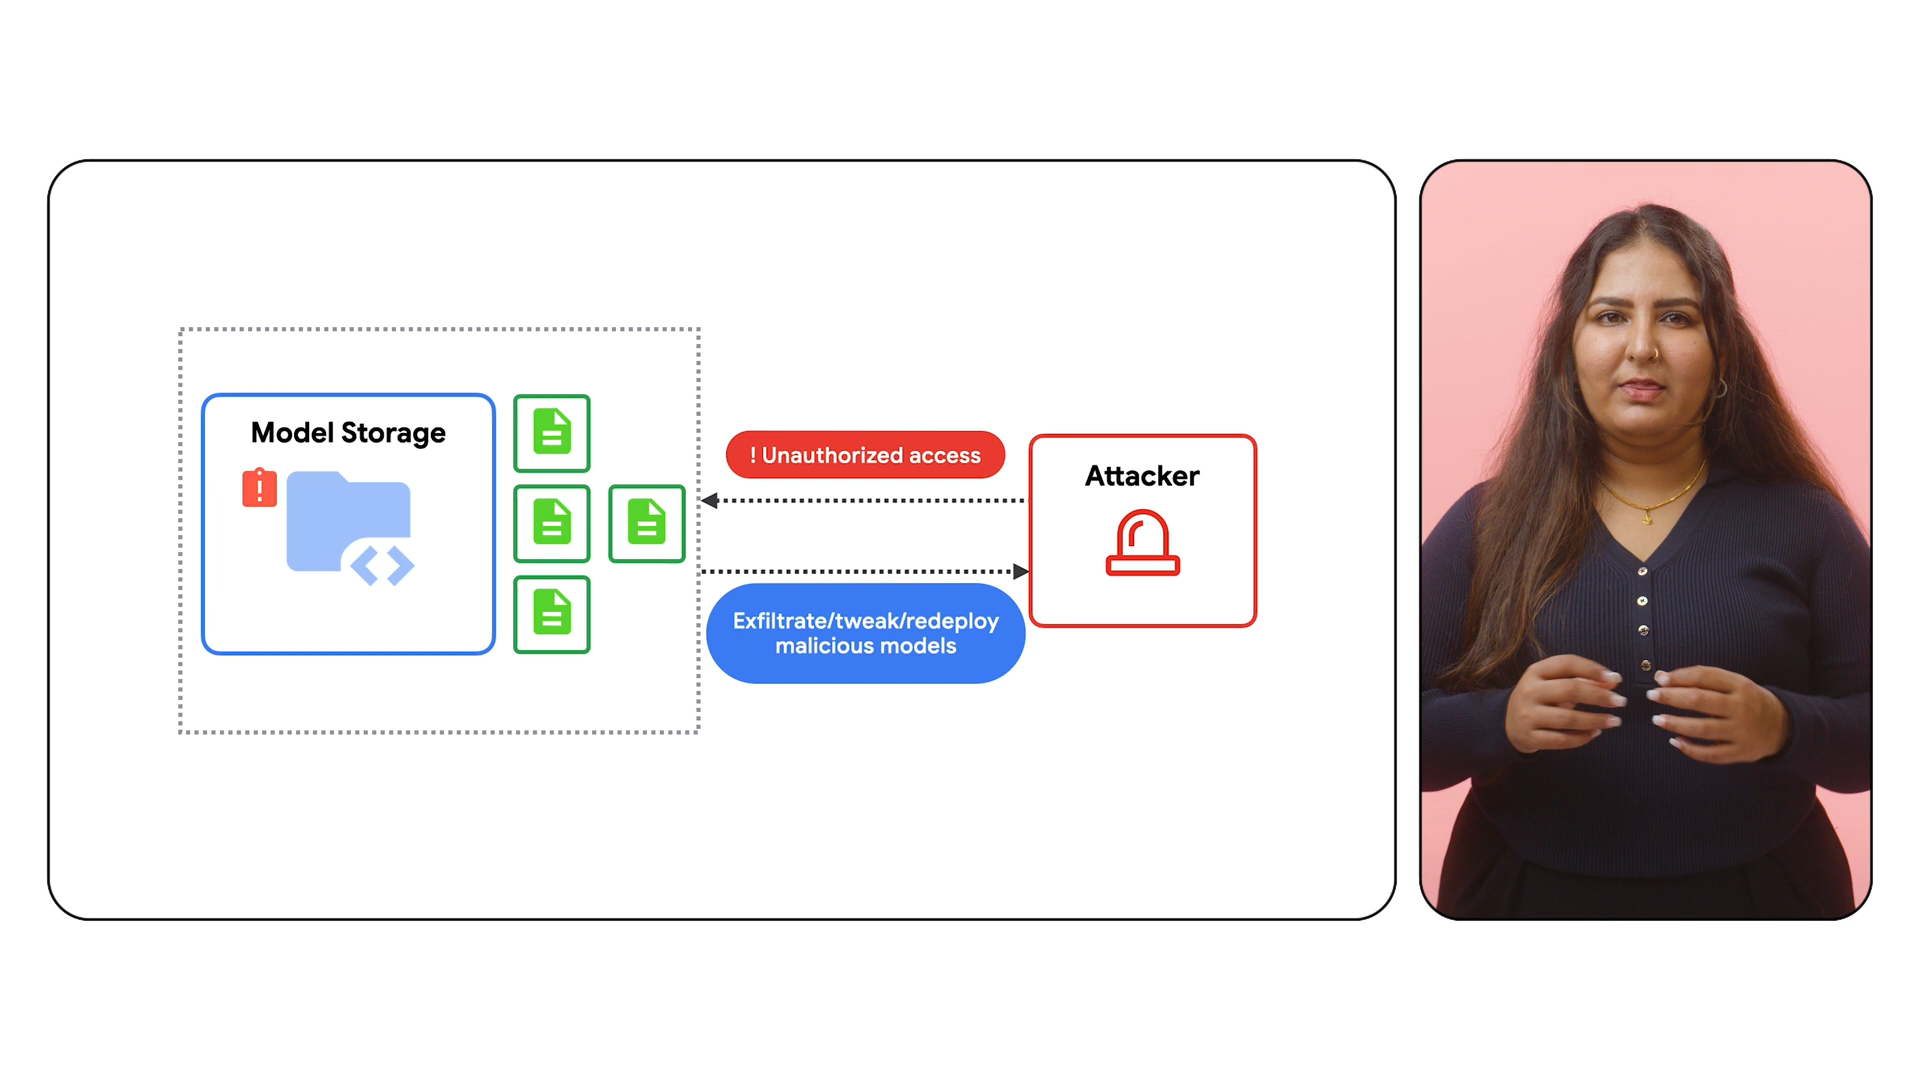 Model Storage
! Unauthorized access
Attacker
Exfiltrate/tweak/redeploy
malicious models